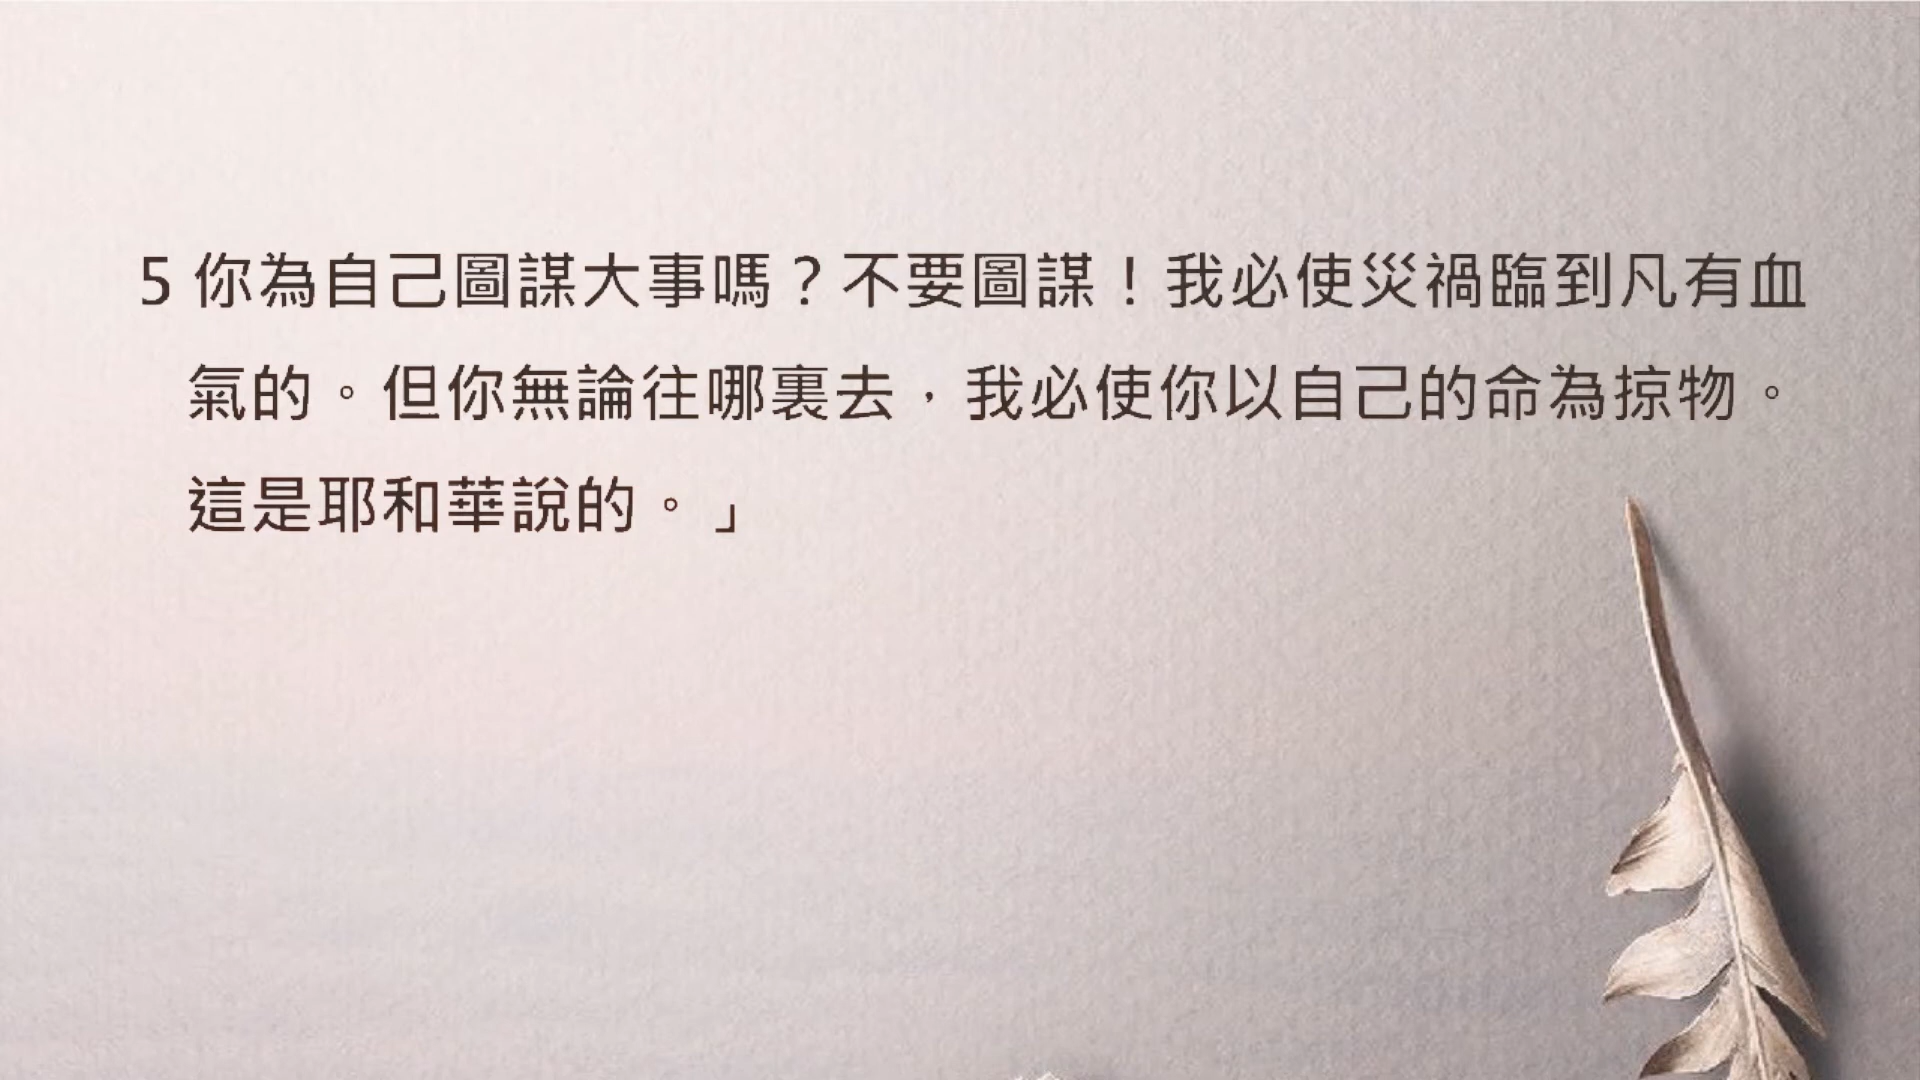 5 你為自己圖謀大事嗎？不要圖謀！我必使災禍臨到凡有血
氣的。但你無論往哪裏去，我必使你以自己的命為掠物。
這是耶和華說的。」